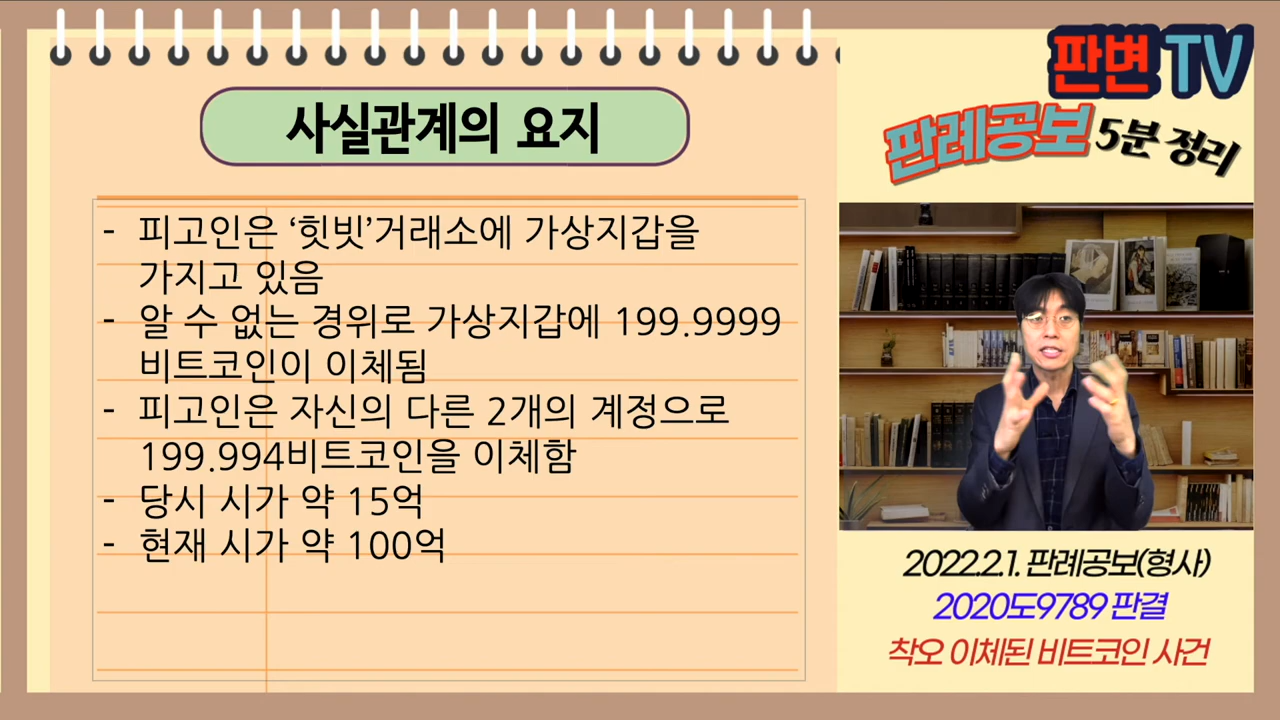 사실관계의 요지
- 피고인은 ‘힛빗’거래소에 가상지갑을
가지고 있음
- 알 수 없는 경위로 가상지갑에 199.9999
비트코인이 이체됨
- 피고인은 자신의 다른 2개의 계정으로
199.994비트코인을 이체함
- 당시 시가 약 15억
- 현재 시가 약 100억
판변 TV
판례공보 5분 정리
2022.2.1. 판례공보(형사)
2020도9789 판결
착오 이체된 비트코인 사건